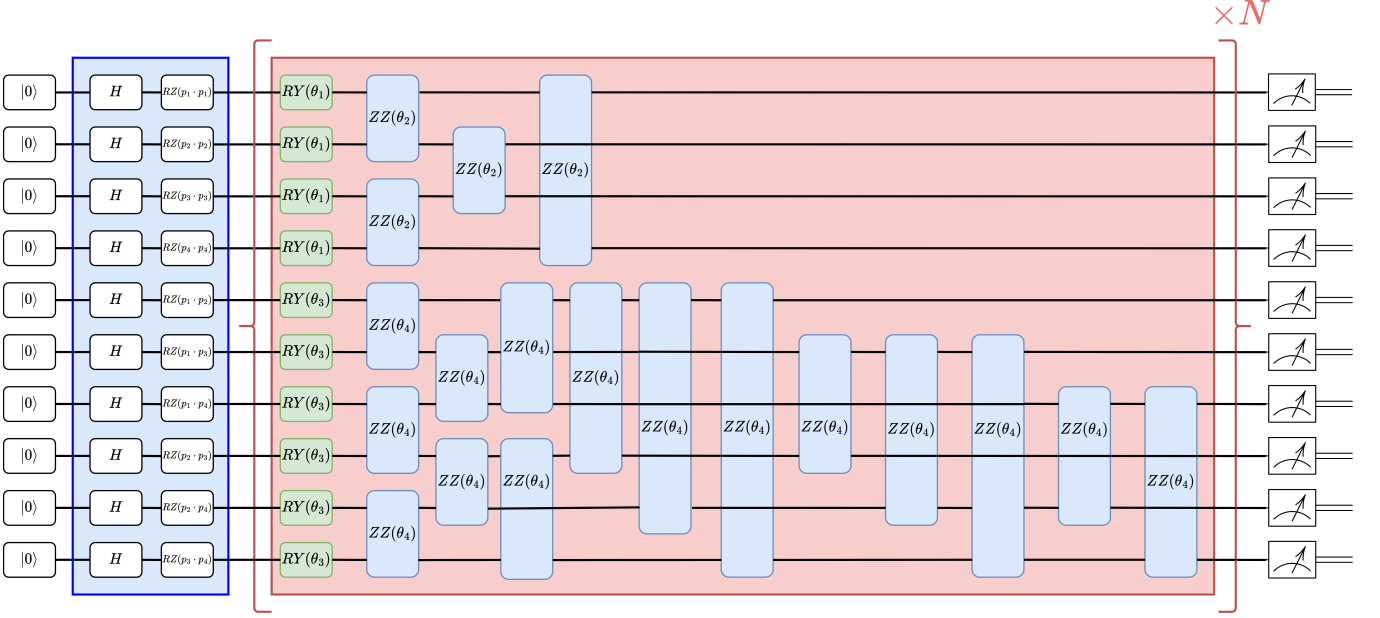 ×N
|0⟩ H RZ(p₁ · p₁) RY(θ₁)
ZZ(θ₂)
|0⟩ H RZ(p₂ · p₂) RY(θ₁)
ZZ(θ₂) ZZ(θ₂)
|0⟩ H RZ(p₃ · p₃) RY(θ₁)
ZZ(θ₂)
|0⟩ H RZ(p₄ · p₄) RY(θ₁)
|0⟩ H RZ(p₁ · p₂) RY(θ₃)
ZZ(θ₄)
|0⟩ H RZ(p₁ · p₃) RY(θ₃) ZZ(θ₄)
ZZ(θ₄) ZZ(θ₄)
|0⟩ H RZ(p₁ · p₄) RY(θ₃)
ZZ(θ₄) ZZ(θ₄) ZZ(θ₄) ZZ(θ₄) ZZ(θ₄) ZZ(θ₄) ZZ(θ₄)
|0⟩ H RZ(p₂ · p₃) RY(θ₃)
ZZ(θ₄) ZZ(θ₄) ZZ(θ₄)
|0⟩ H RZ(p₂ · p₄) RY(θ₃)
ZZ(θ₄)
|0⟩ H RZ(p₃ · p₄) RY(θ₃)